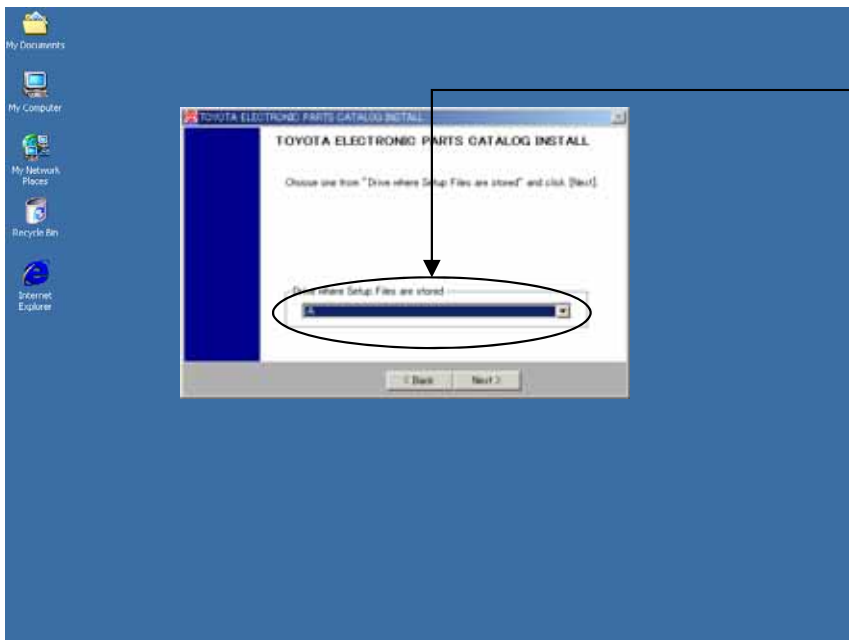 My Documents
My Computer
My Network
Places
Recycle Bin
Internet
Explorer
TOYOTA ELECTRONIC PARTS CATALOG INSTALL
TOYOTA ELECTRONIC PARTS CATALOG INSTALL
Choose one from "Drive where Setup Files are stored" and click [Next].
Drive where Setup Files are stored
A
< Back
Next >